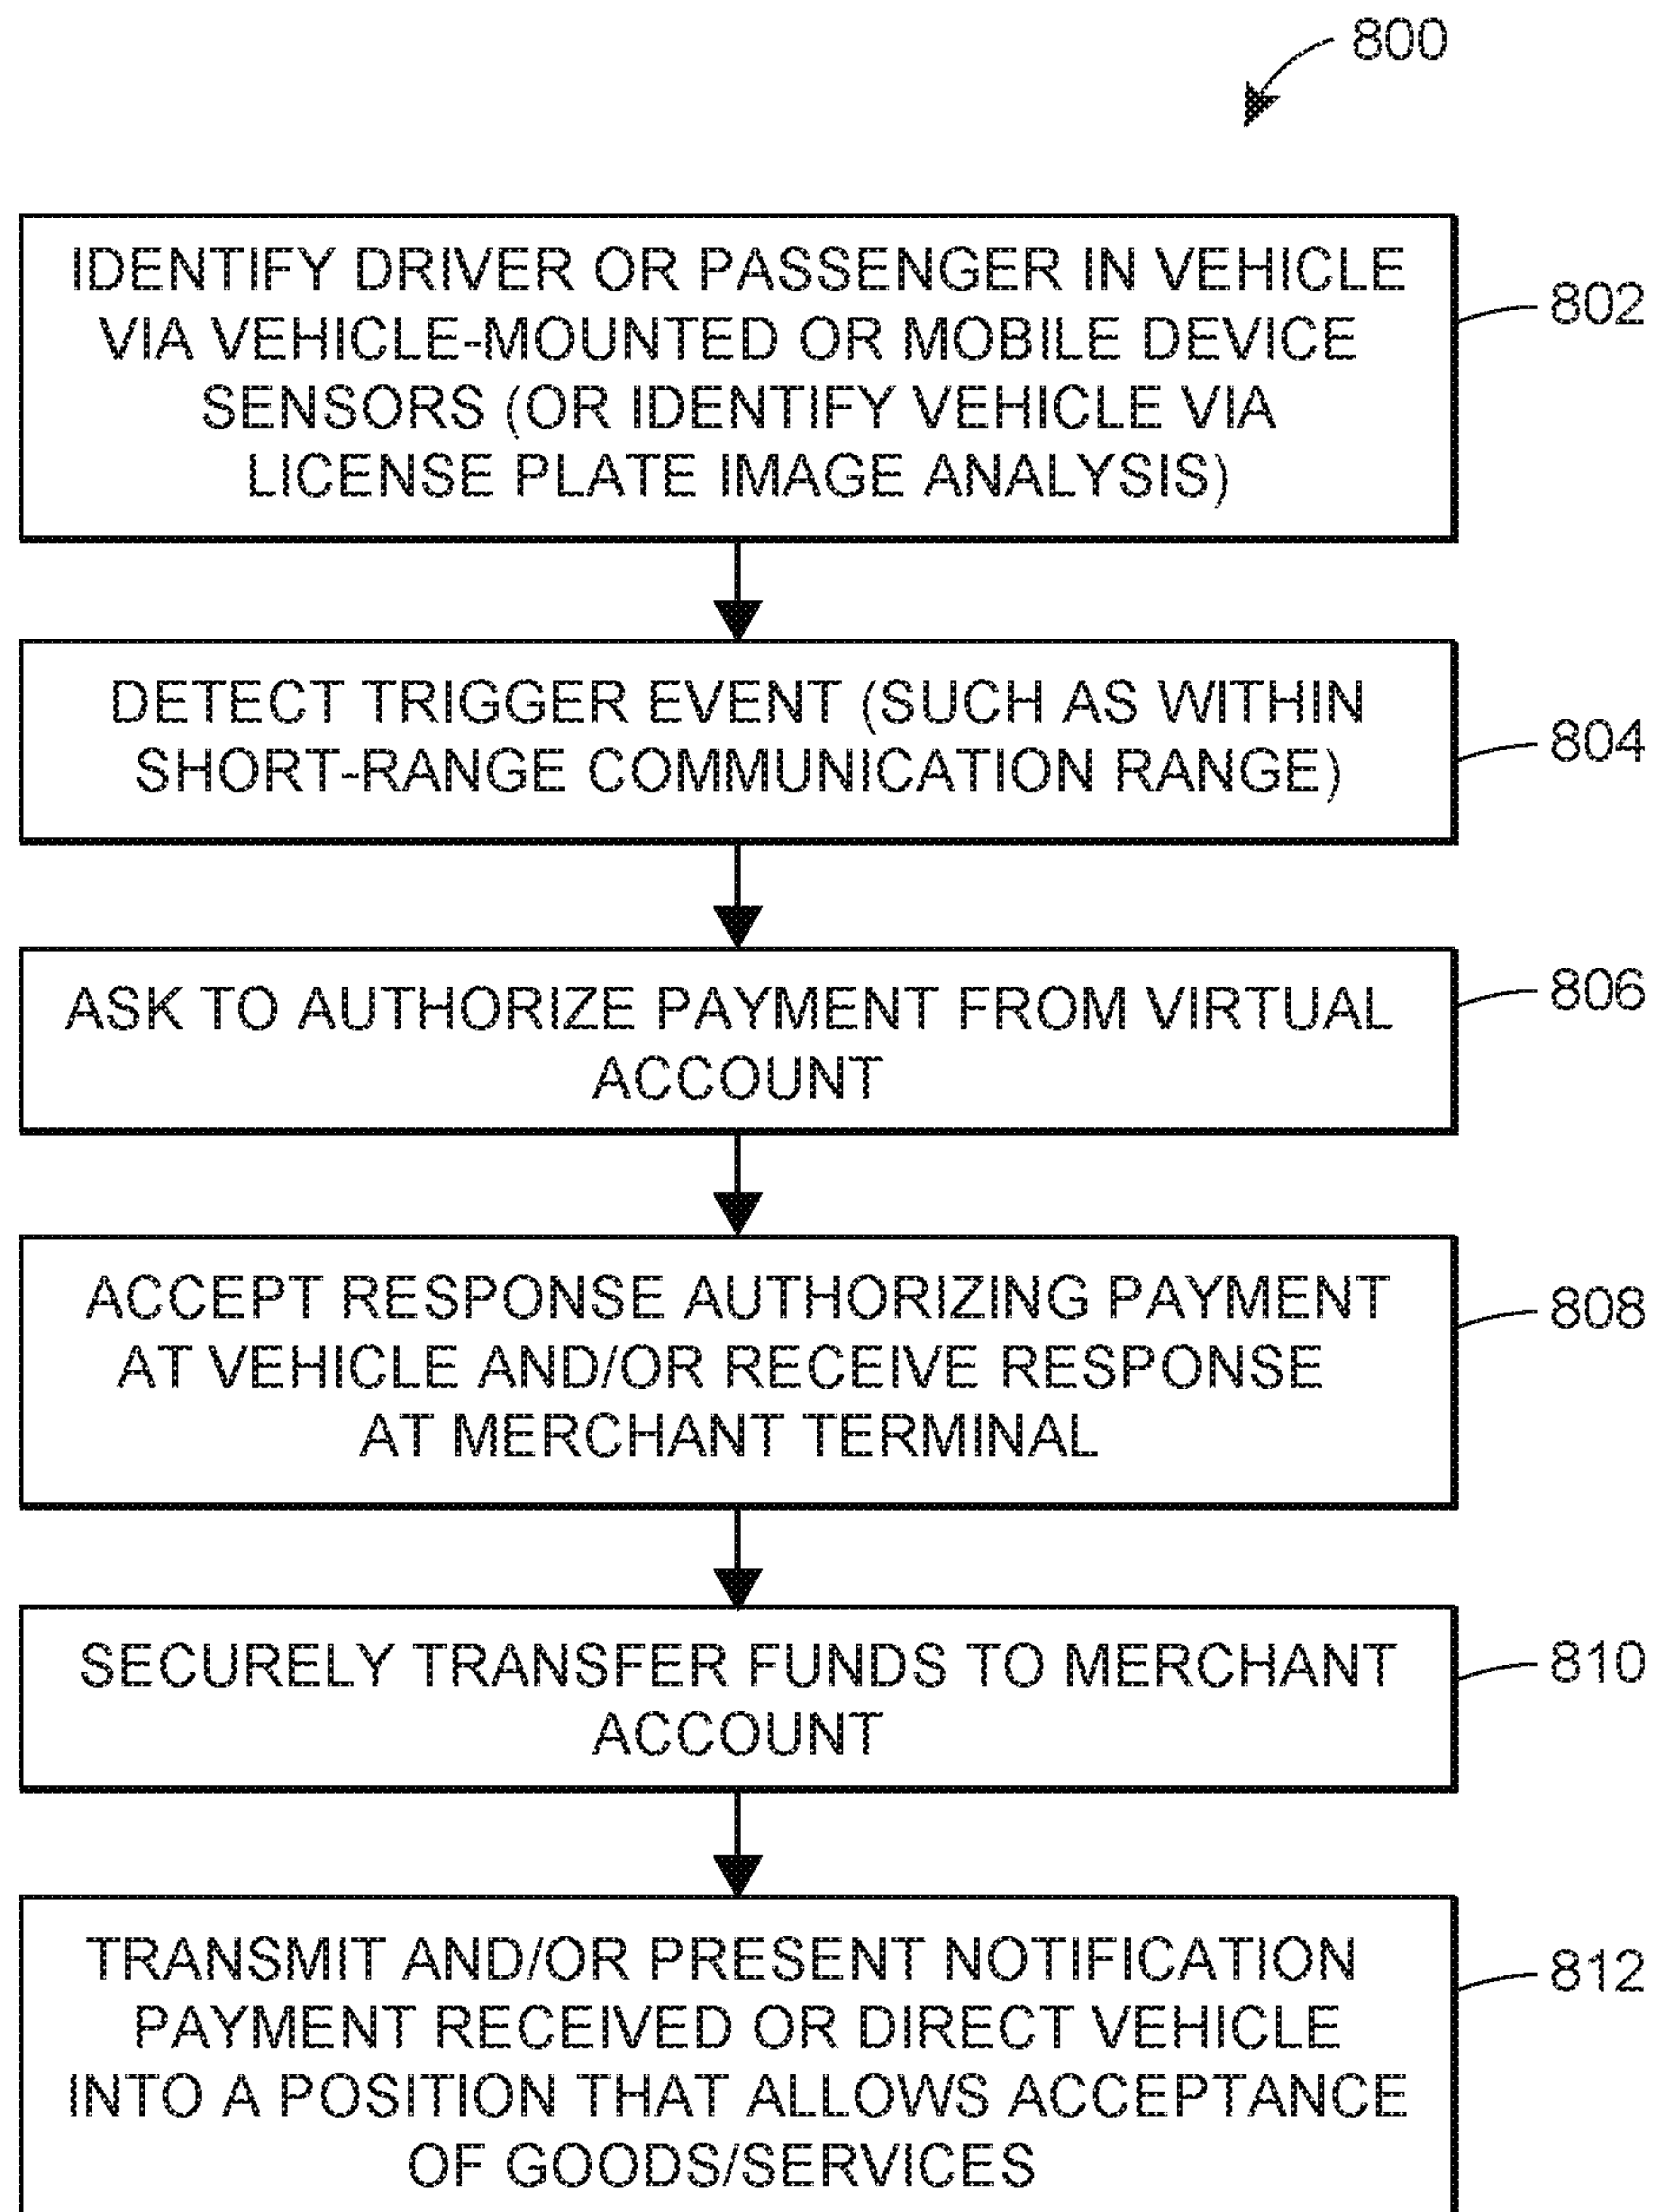 800
IDENTIFY DRIVER OR PASSENGER IN VEHICLE
VIA VEHICLE-MOUNTED OR MOBILE DEVICE
SENSORS (OR IDENTIFY VEHICLE VIA
LICENSE PLATE IMAGE ANALYSIS)
802
DETECT TRIGGER EVENT (SUCH AS WITHIN
SHORT-RANGE COMMUNICATION RANGE)
804
ASK TO AUTHORIZE PAYMENT FROM VIRTUAL
ACCOUNT
806
ACCEPT RESPONSE AUTHORIZING PAYMENT
AT VEHICLE AND/OR RECEIVE RESPONSE
AT MERCHANT TERMINAL
808
SECURELY TRANSFER FUNDS TO MERCHANT
ACCOUNT
810
TRANSMIT AND/OR PRESENT NOTIFICATION
PAYMENT RECEIVED OR DIRECT VEHICLE
INTO A POSITION THAT ALLOWS ACCEPTANCE
OF GOODS/SERVICES
812